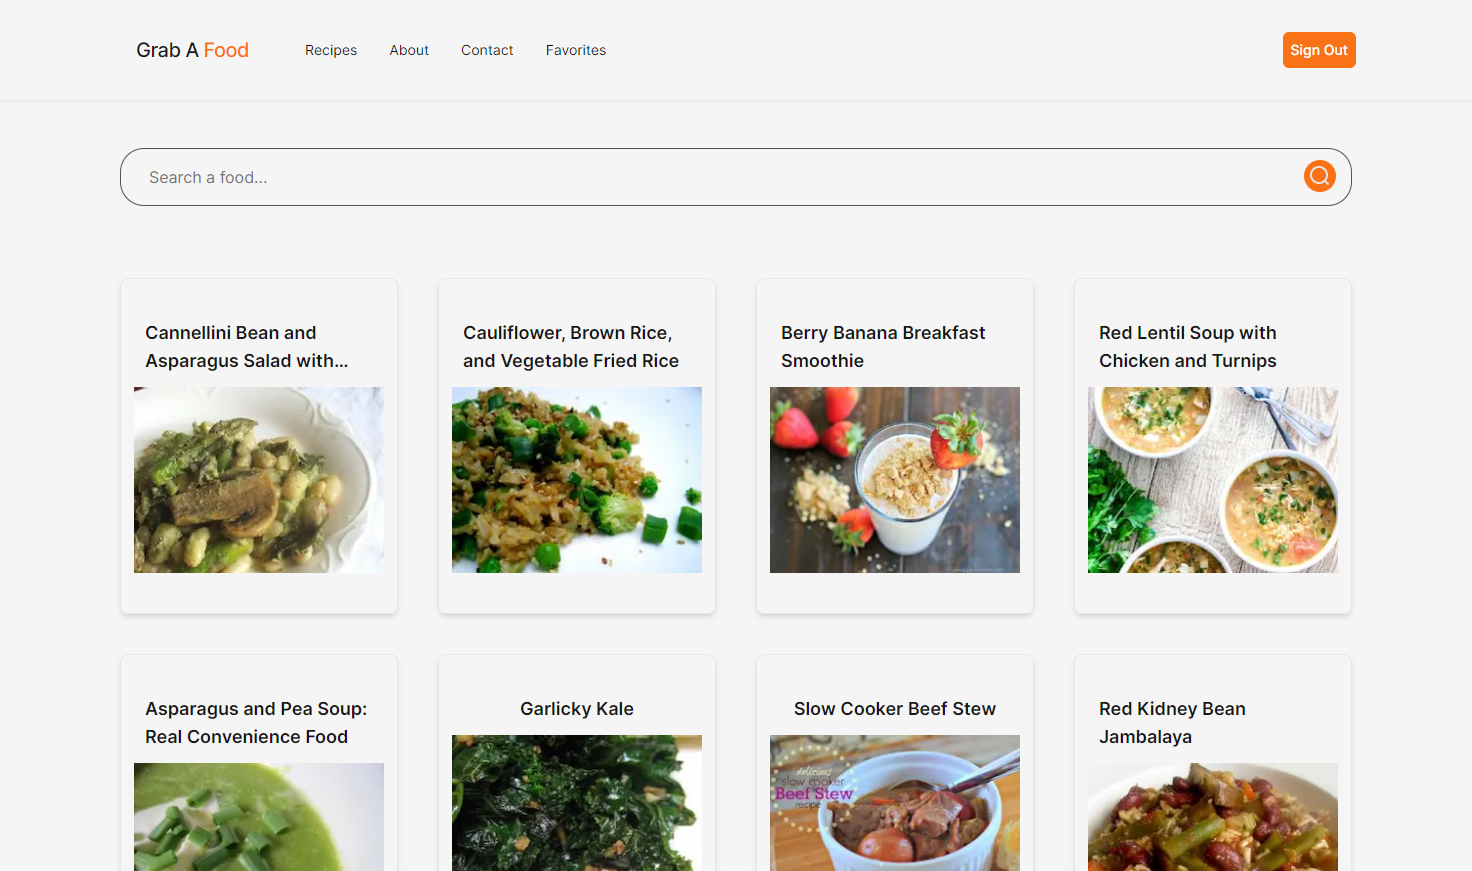 Grab A Food
Recipes
About
Contact
Favorites
Sign Out
Search a food...
Cannellini Bean and
Asparagus Salad with...
Cauliflower, Brown Rice,
and Vegetable Fried Rice
Berry Banana Breakfast
Smoothie
Red Lentil Soup with
Chicken and Turnips
Asparagus and Pea Soup:
Real Convenience Food
Garlicky Kale
Slow Cooker Beef Stew
delicious
slow cooker
Beef Stew
recipe
Red Kidney Bean
Jambalaya